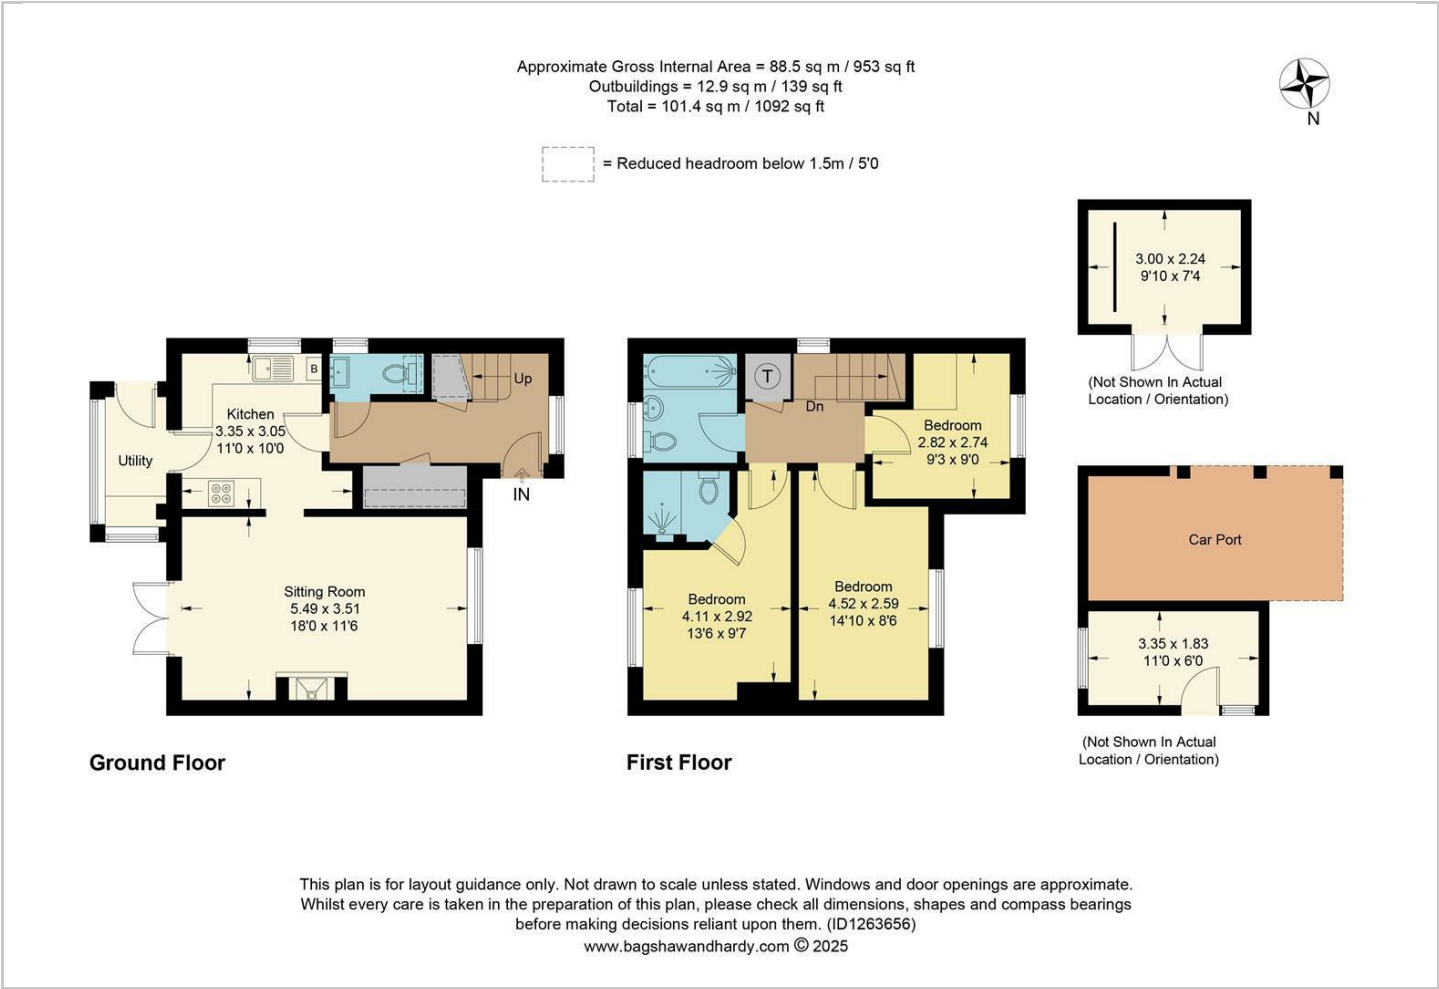 Approximate Gross Internal Area = 88.5 sq m / 953 sq ft
Outbuildings = 12.9 sq m / 139 sq ft
Total = 101.4 sq m / 1092 sq ft
N
= Reduced headroom below 1.5m / 5'0
3.00 x 2.24
9'10 x 7'4
(Not Shown In Actual
Location / Orientation)
B
Up
Kitchen
3.35 x 3.05
11'0 x 10'0
Utility
IN
Sitting Room
5.49 x 3.51
18'0 x 11'6
Ground Floor
T
Dn
Bedroom
2.82 x 2.74
9'3 x 9'0
Bedroom
4.11 x 2.92
13'6 x 9'7
Bedroom
4.52 x 2.59
14'10 x 8'6
First Floor
Car Port
3.35 x 1.83
11'0 x 6'0
(Not Shown In Actual
Location / Orientation)
This plan is for layout guidance only. Not drawn to scale unless stated. Windows and door openings are approximate.
Whilst every care is taken in the preparation of this plan, please check all dimensions, shapes and compass bearings
before making decisions reliant upon them. (ID1263656)
www.bagshawandhardy.com © 2025